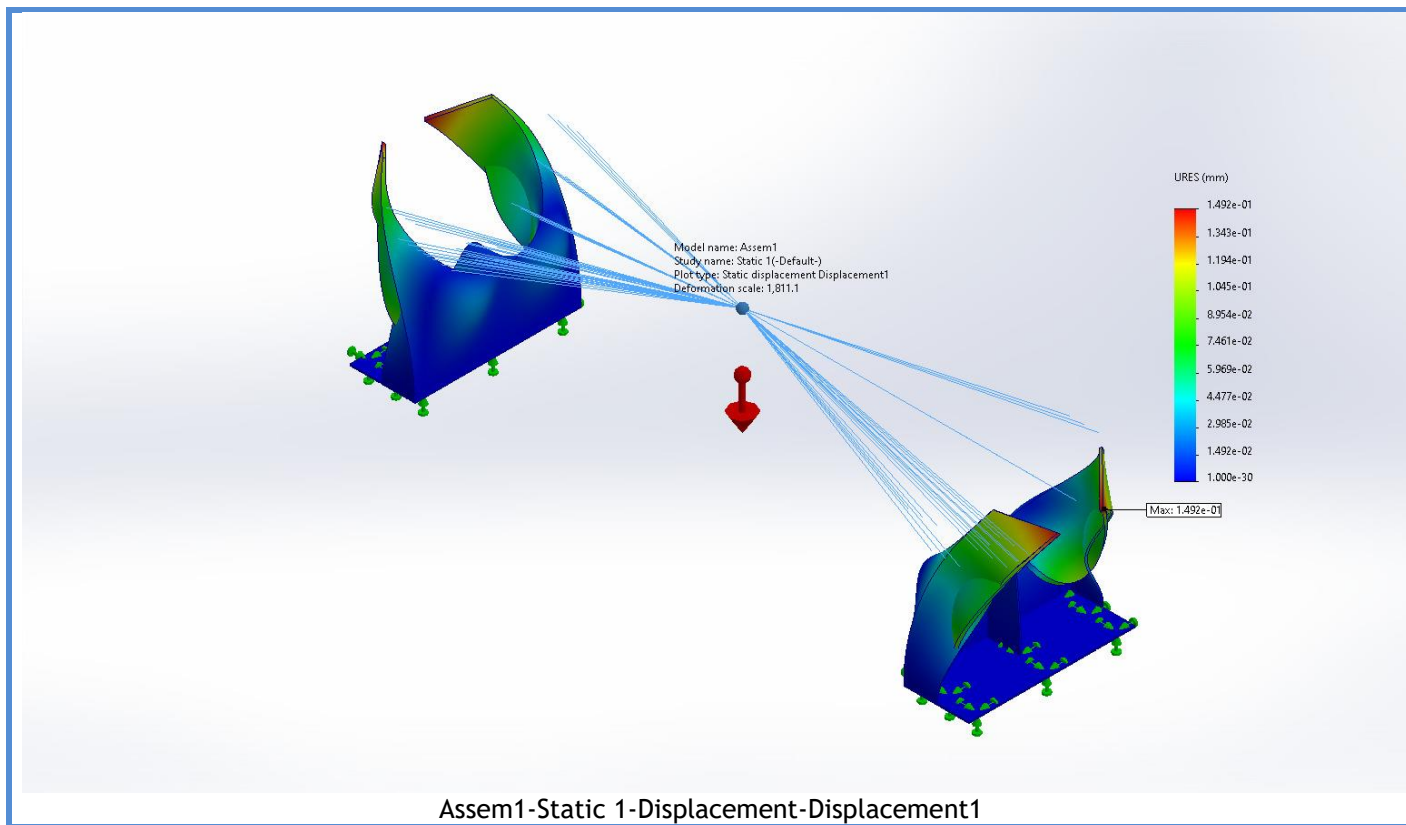 Model name: Assem1
Study name: Static 1(-Default-)
Plot type: Static displacement Displacement1
Deformation scale: 1,811.1
URES (mm)
1.492e-01
1.343e-01
1.194e-01
1.045e-01
8.954e-02
7.461e-02
5.969e-02
4.477e-02
2.985e-02
1.492e-02
1.000e-30
Max: 1.492e-01
Assem1-Static 1-Displacement-Displacement1